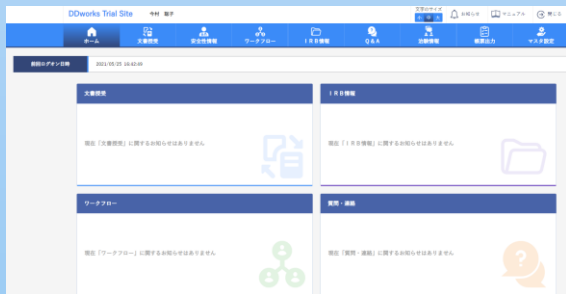 DDworks Trial Site 今村 敬子
文字のサイズ
お知らせ マニュアル 閉じる
ホーム 文書授受 安全性情報 ワークフロー IRB情報 Q&A 治験情報 帳票出力 マスタ設定
前回ログオン日時 2021/05/25 16:42:49
文書授受 IRB情報
現在「文書授受」に関するお知らせはありません 現在「IRB情報」に関するお知らせはありません
ワークフロー 質問・連絡
現在「ワークフロー」に関するお知らせはありません 現在「質問・連絡」に関するお知らせはありません